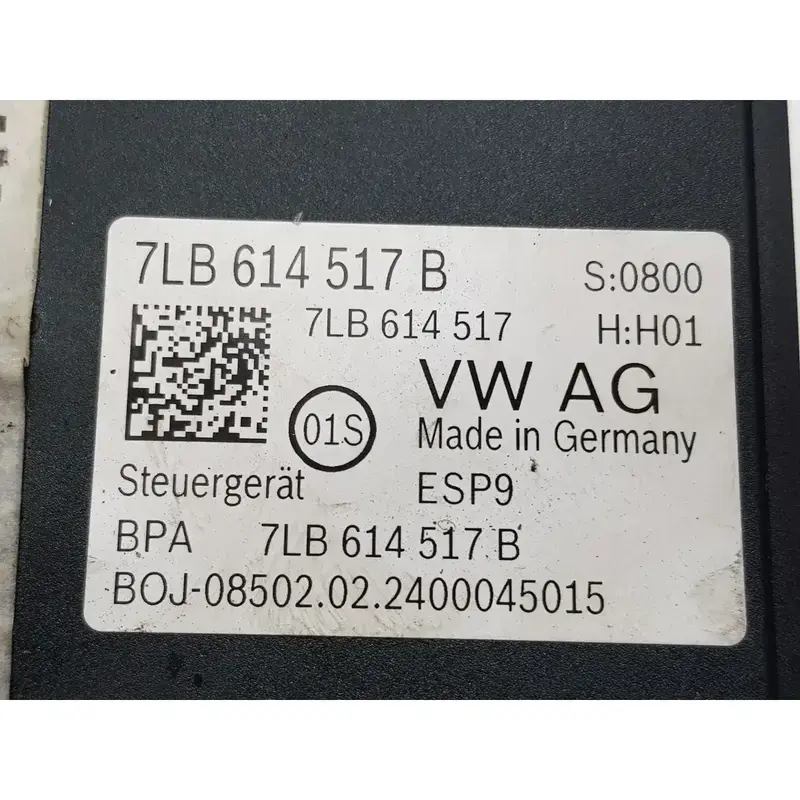 7LB 614 517 B S:0800
7LB 614 517 H:H01
VW AG
01S Made in Germany
Steuergerät ESP9
BPA 7LB 614 517 B
BOJ-08502.02.2400045015